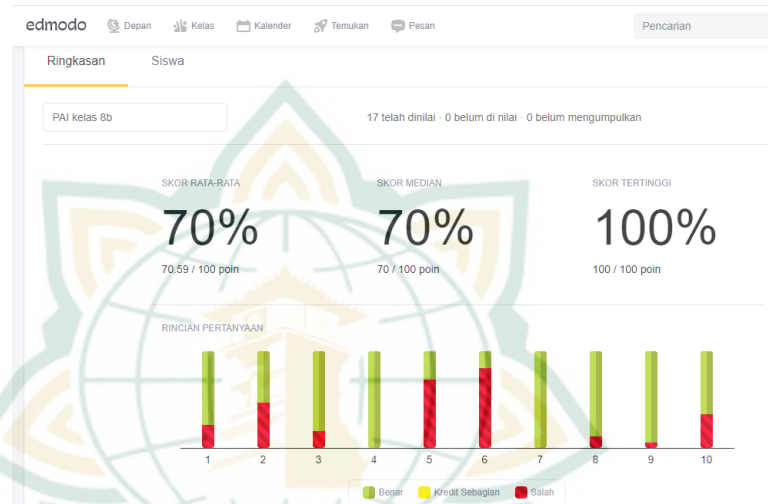 edmodo Depan Kelas Kalender Temukan Pesan Pencarian
Ringkasan Siswa
PAI kelas 8b 17 telah dinilai · 0 belum di nilai · 0 belum mengumpulkan
SKOR RATA-RATA SKOR MEDIAN SKOR TERTINGGI
70% 70% 100%
70.59 / 100 poin 70 / 100 poin 100 / 100 poin
RINCIAN PERTANYAAN
1 2 3 4 5 6 7 8 9 10
Benar Kredit Sebagian Salah